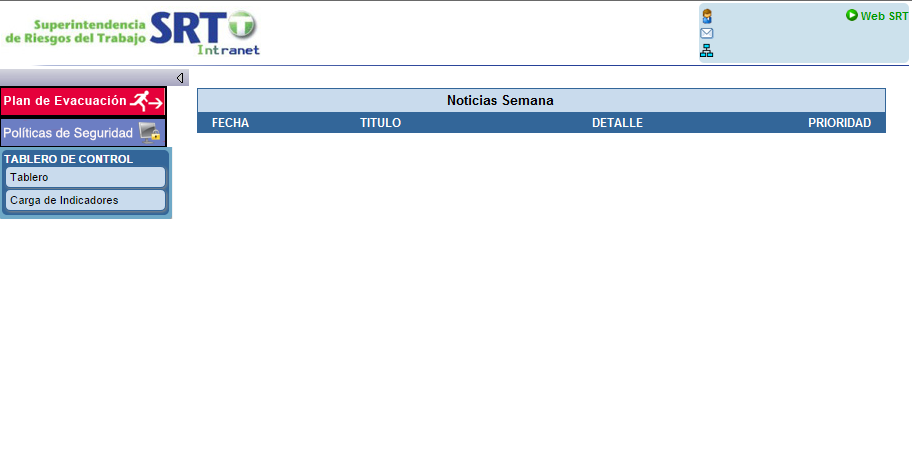 Superintendencia
de Riesgos del Trabajo
SRT
Intranet
Web SRT
Plan de Evacuación
Políticas de Seguridad
TABLERO DE CONTROL
Tablero
Carga de Indicadores
Noticias Semana
FECHA TITULO DETALLE PRIORIDAD